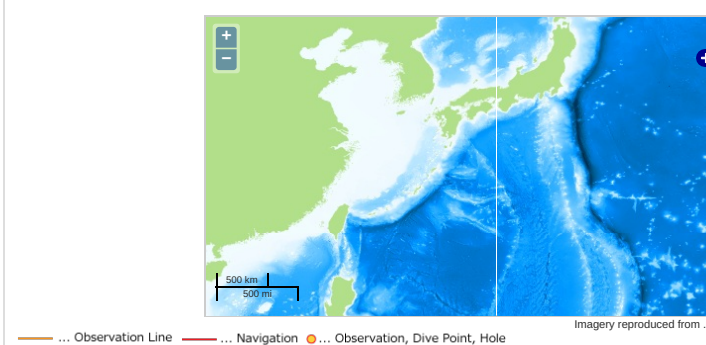 +
−
500 km
500 mi
Imagery reproduced from .
... Observation Line ... Navigation ... Observation, Dive Point, Hole